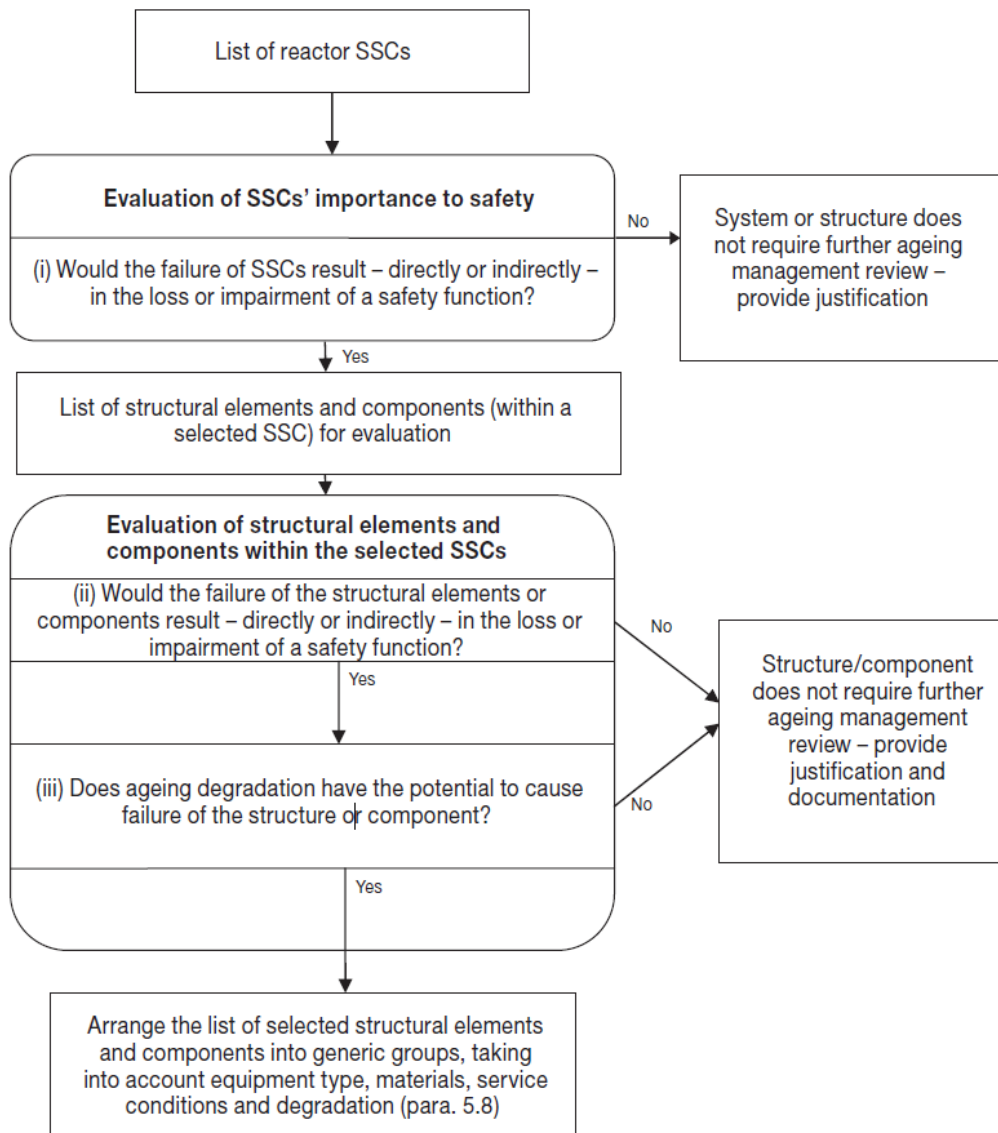 List of reactor SSCs
Evaluation of SSCs’ importance to safety
(i) Would the failure of SSCs result – directly or indirectly –
in the loss or impairment of a safety function?
No
System or structure does
not require further ageing
management review –
provide justification
Yes
List of structural elements and components (within a
selected SSC) for evaluation
Evaluation of structural elements and
components within the selected SSCs
(ii) Would the failure of the structural elements or
components result – directly or indirectly – in the loss or
impairment of a safety function?
No
Yes
Structure/component
does not require further
ageing management
review – provide
justification and
documentation
(iii) Does ageing degradation have the potential to cause
failure of the structure or component?
No
Yes
Arrange the list of selected structural elements
and components into generic groups, taking
into account equipment type, materials, service
conditions and degradation (para. 5.8)